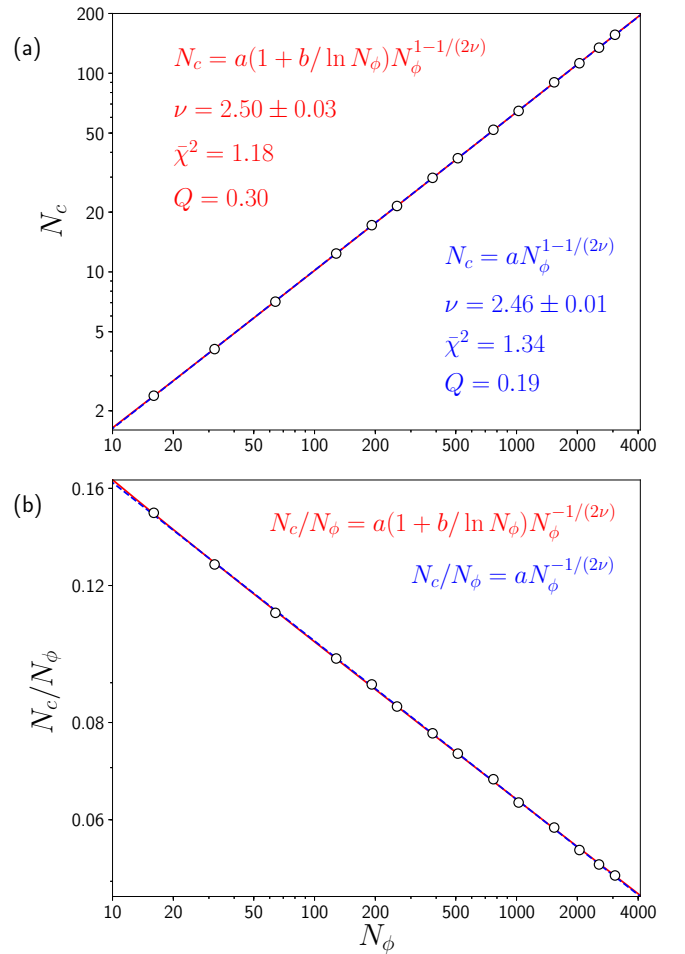 (a)
200
100
50
20
10
5
2
N_c
N_c = a(1 + b/ ln N_ϕ)N_ϕ^{1−1/(2ν)}
ν = 2.50 ± 0.03
χ̄² = 1.18
Q = 0.30
N_c = aN_ϕ^{1−1/(2ν)}
ν = 2.46 ± 0.01
χ̄² = 1.34
Q = 0.19
10 20 50 100 200 500 1000 2000 4000
(b)
0.16
0.12
0.08
0.06
N_c/N_ϕ
N_c/N_ϕ = a(1 + b/ ln N_ϕ)N_ϕ^{−1/(2ν)}
N_c/N_ϕ = aN_ϕ^{−1/(2ν)}
10 20 50 100 200 500 1000 2000 4000
N_ϕ